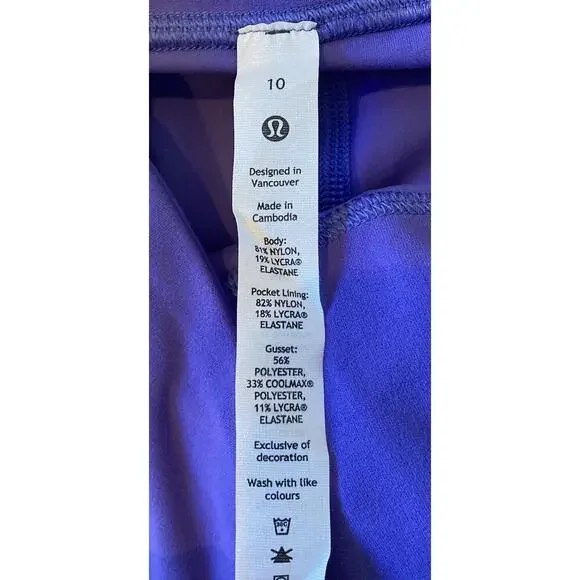 10
Designed in
Vancouver
Made in
Cambodia
Body:
81% NYLON,
19% LYCRA®
ELASTANE
Pocket Lining:
82% NYLON,
18% LYCRA®
ELASTANE
Gusset:
56%
POLYESTER,
33% COOLMAX®
POLYESTER,
11% LYCRA®
ELASTANE
Exclusive of
decoration
Wash with like
colours
30C